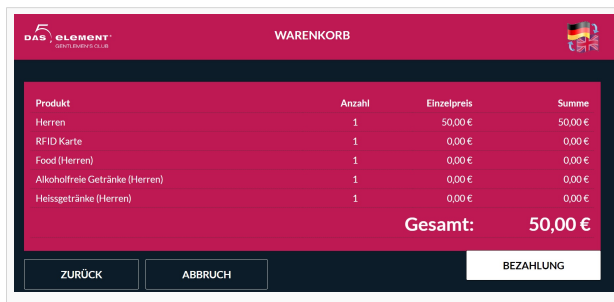 DAS 5. ELEMENT
GENTLEMEN'S CLUB
WARENKORB
Produkt Anzahl Einzelpreis Summe
Herren 1 50,00 € 50,00 €
RFID Karte 1 0,00 € 0,00 €
Food (Herren) 1 0,00 € 0,00 €
Alkoholfreie Getränke (Herren) 1 0,00 € 0,00 €
Heissgetränke (Herren) 1 0,00 € 0,00 €
Gesamt: 50,00 €
ZURÜCK ABBRUCH BEZAHLUNG